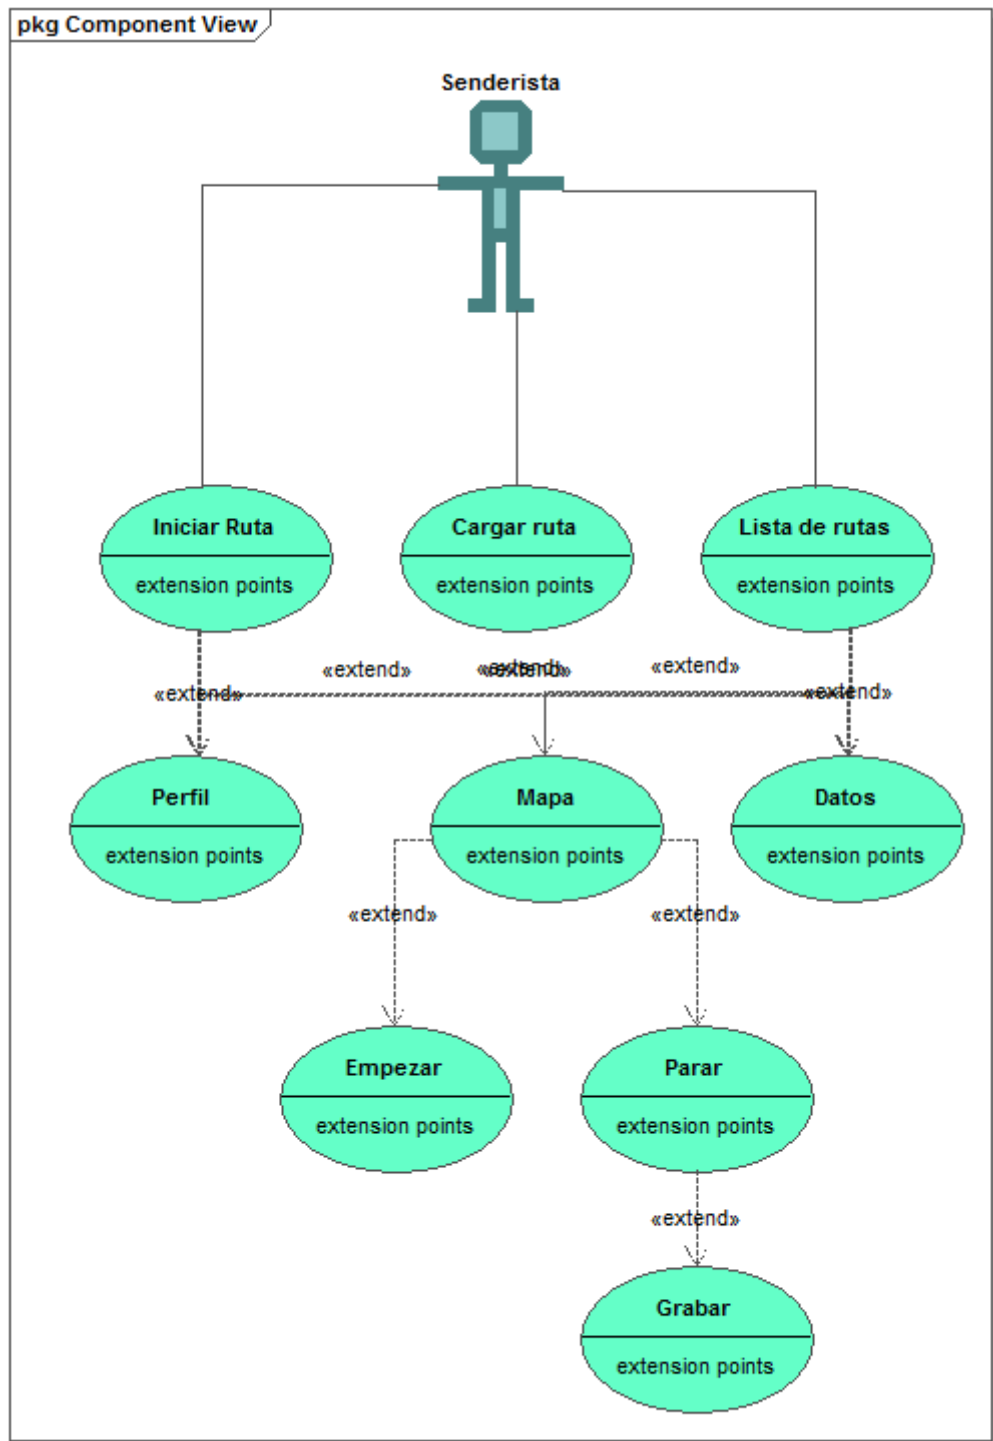 pkg Component View
Senderista
Iniciar Ruta
extension points
Cargar ruta
extension points
Lista de rutas
extension points
«extend»
«extend»
«extend»
«extend»
«extend»
«extend»
Perfil
extension points
Mapa
extension points
Datos
extension points
«extend»
«extend»
Empezar
extension points
Parar
extension points
«extend»
Grabar
extension points